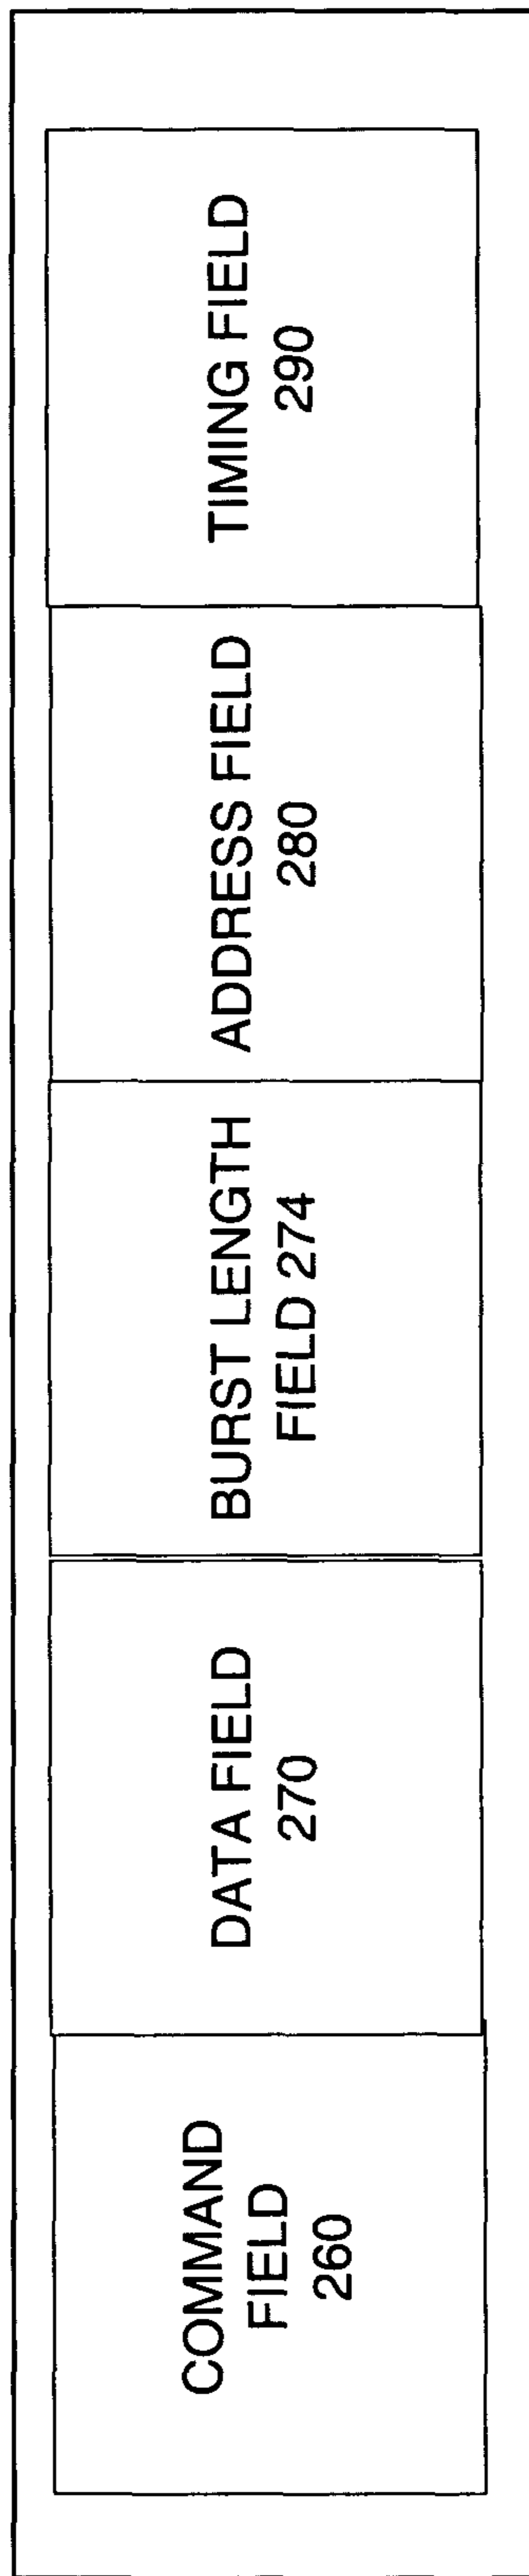 COMMAND
FIELD
260
DATA FIELD
270
BURST LENGTH
FIELD 274
ADDRESS FIELD
280
TIMING FIELD
290